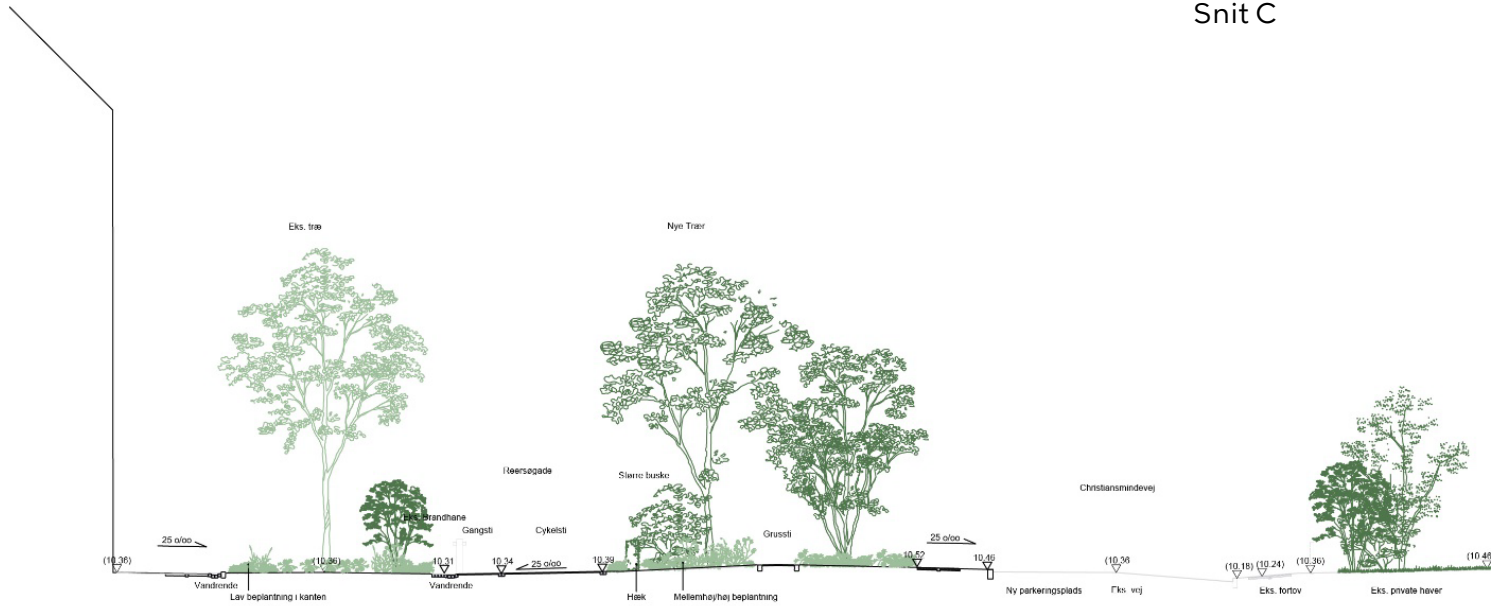 Snit C
Eks. træ
Nye Træer
Reersøgade
Større buske
Christiansmindevej
Eks. Brandhane
Gangsti
Cykelsti
Grussti
25 o/oo
25 o/oo
25 o/oo
(10.36)
(10.36)
10.31
10.34
10.39
10.52
10.46
(10.36)
(10.18)
(10.24)
(10.36)
(10.46)
Vandrende
Vandrende
Lav beplantning i kanten
Hæk
Mellemhøj/høj beplantning
Ny parkeringsplads
Eks. vej
Eks. fortov
Eks. private haver